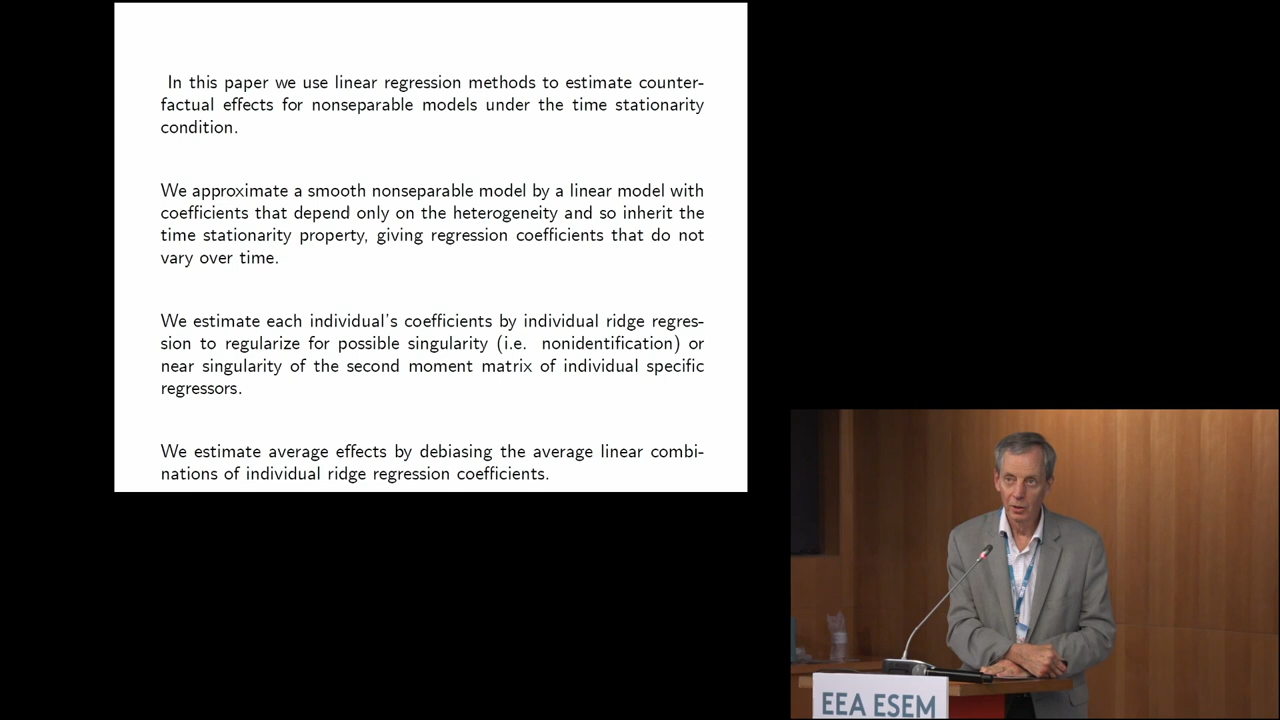 In this paper we use linear regression methods to estimate counter-
factual effects for nonseparable models under the time stationarity
condition.
We approximate a smooth nonseparable model by a linear model with
coefficients that depend only on the heterogeneity and so inherit the
time stationarity property, giving regression coefficients that do not
vary over time.
We estimate each individual's coefficients by individual ridge regres-
sion to regularize for possible singularity (i.e. nonidentification) or
near singularity of the second moment matrix of individual specific
regressors.
We estimate average effects by debiasing the average linear combi-
nations of individual ridge regression coefficients.
EEA ESEM